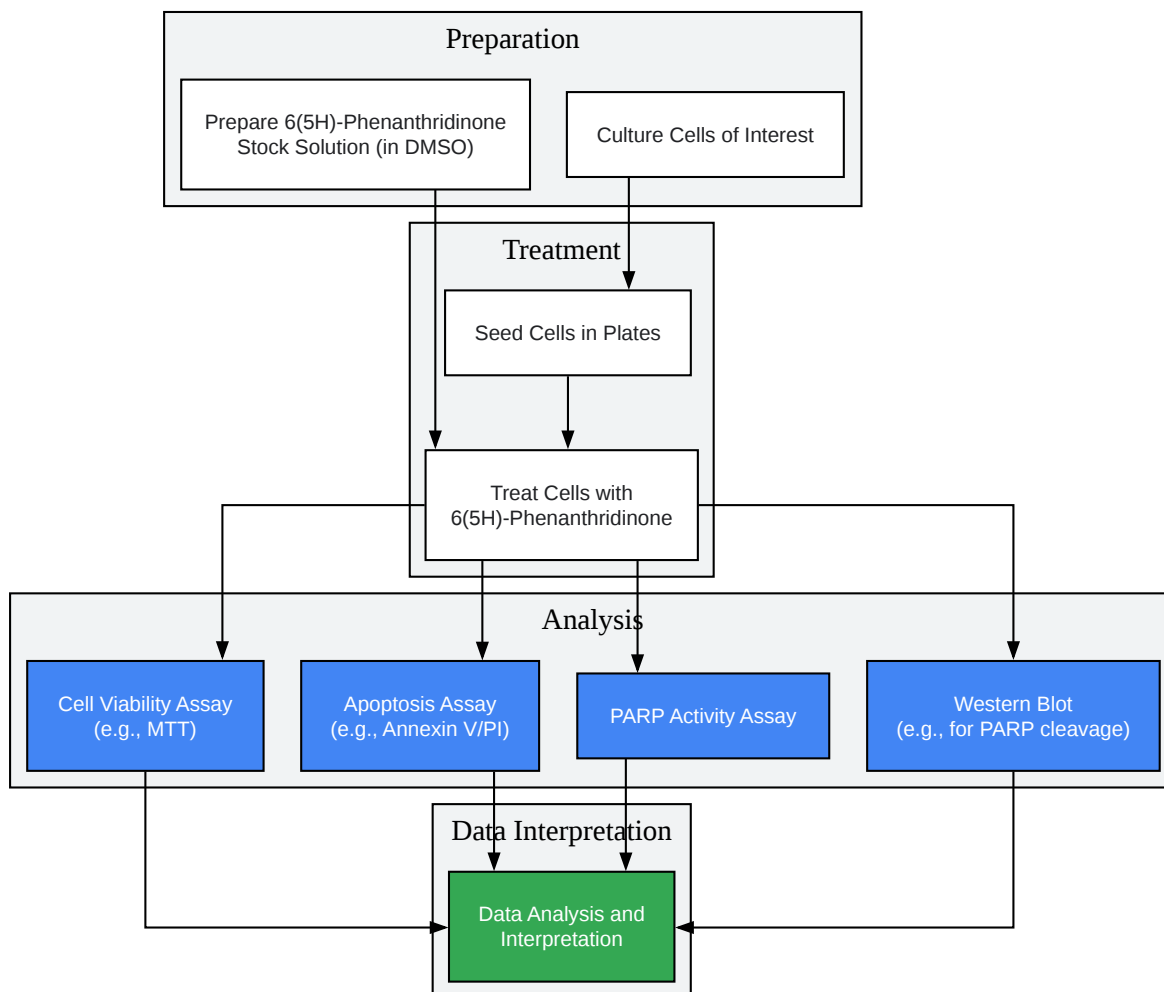 Preparation
Prepare 6(5H)-Phenanthridinone
Stock Solution (in DMSO)
Culture Cells of Interest
Treatment
Seed Cells in Plates
Treat Cells with
6(5H)-Phenanthridinone
Analysis
Cell Viability Assay
(e.g., MTT)
Apoptosis Assay
(e.g., Annexin V/PI)
PARP Activity Assay
Western Blot
(e.g., for PARP cleavage)
Data Interpretation
Data Analysis and
Interpretation